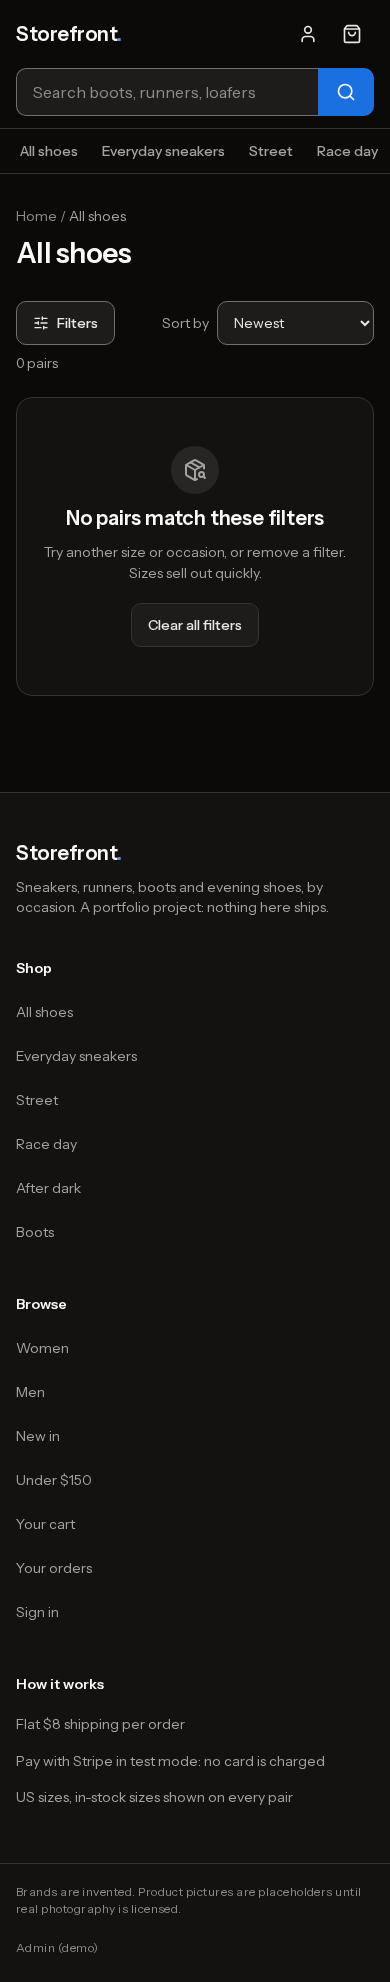 Storefront.
Search boots, runners, loafers
All shoes Everyday sneakers Street Race day
Home / All shoes
All shoes
Filters Sort by Newest
0 pairs
No pairs match these filters
Try another size or occasion, or remove a filter.
Sizes sell out quickly.
Clear all filters
Storefront.
Sneakers, runners, boots and evening shoes, by
occasion. A portfolio project: nothing here ships.
Shop
All shoes
Everyday sneakers
Street
Race day
After dark
Boots
Browse
Women
Men
New in
Under $150
Your cart
Your orders
Sign in
How it works
Flat $8 shipping per order
Pay with Stripe in test mode: no card is charged
US sizes, in-stock sizes shown on every pair
Brands are invented. Product pictures are placeholders until
real photography is licensed.
Admin (demo)